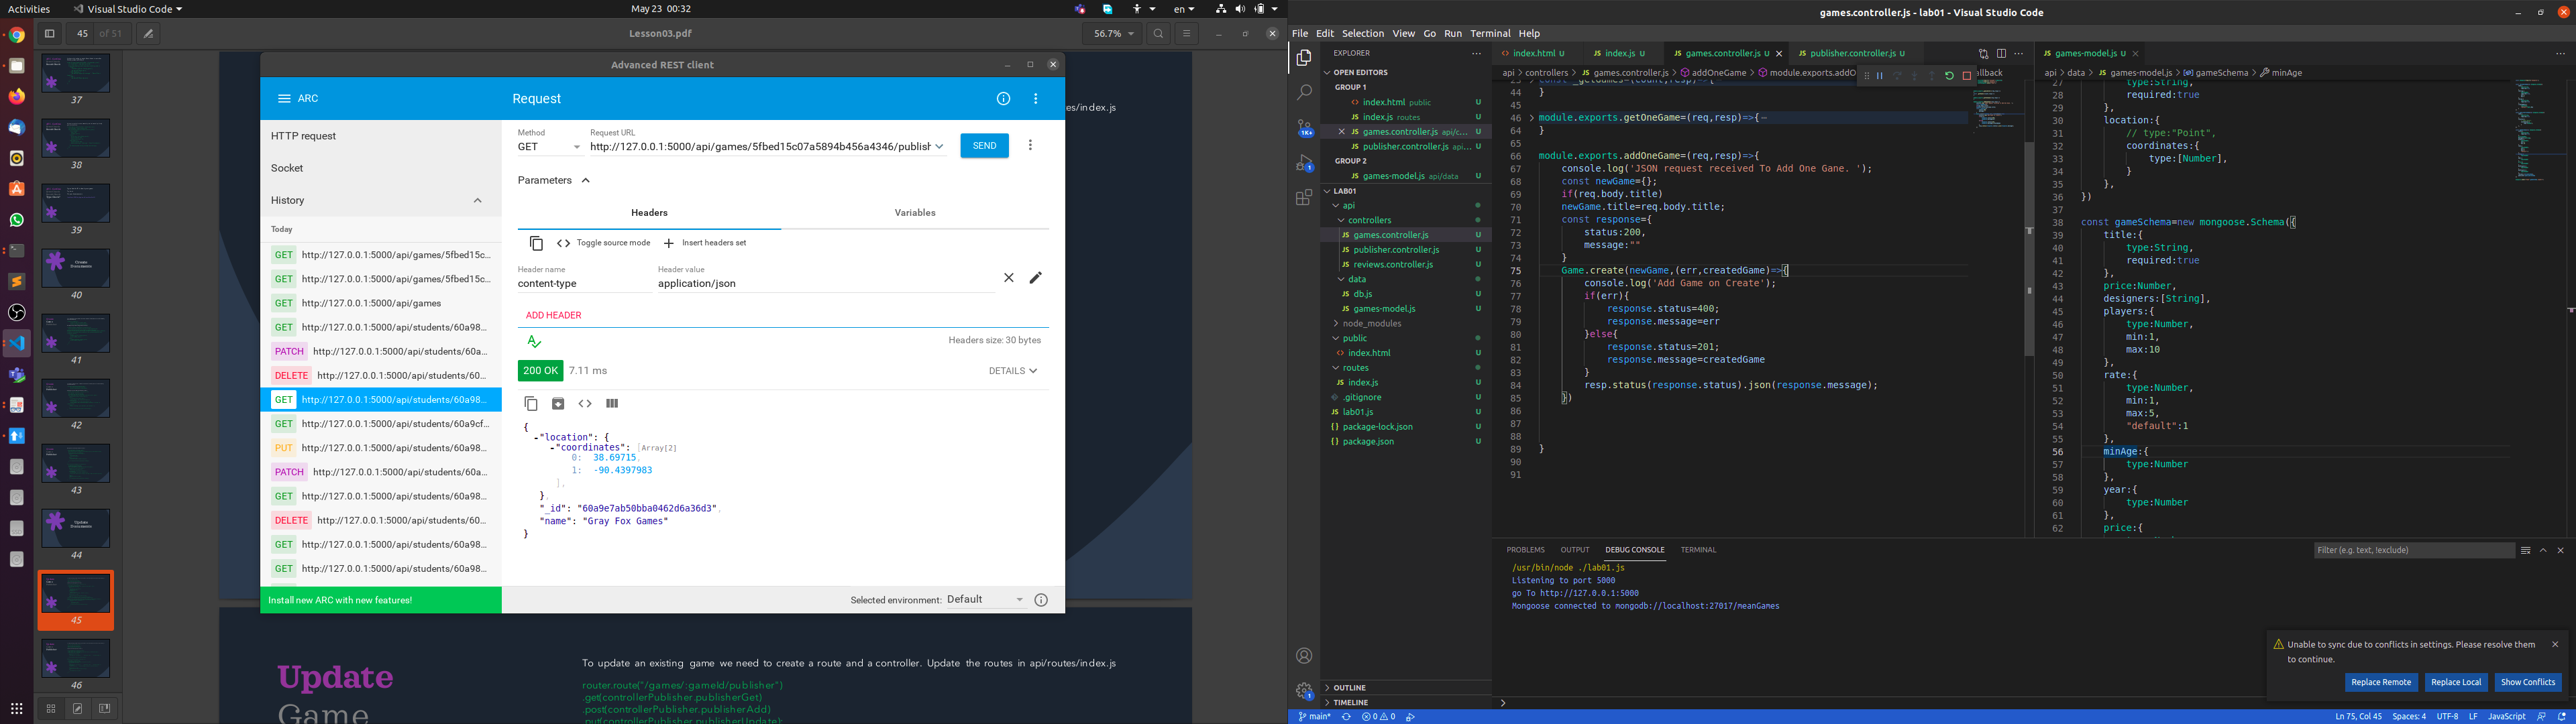 Activities
Visual Studio Code
May 23 00:32
en
45 of 51
Lesson03.pdf
56.7%
37
38
39
40
41
42
43
44
45
46
Advanced REST client
ARC
Request
HTTP request
Socket
History
Today
GET http://127.0.0.1:5000/api/games/5fbed15c...
GET http://127.0.0.1:5000/api/games/5fbed15c...
GET http://127.0.0.1:5000/api/games
GET http://127.0.0.1:5000/api/students/60a98...
PATCH http://127.0.0.1:5000/api/students/60a...
DELETE http://127.0.0.1:5000/api/students/60...
GET http://127.0.0.1:5000/api/students/60a98...
GET http://127.0.0.1:5000/api/students/60a9cf...
PUT http://127.0.0.1:5000/api/students/60a98...
PATCH http://127.0.0.1:5000/api/students/60a...
GET http://127.0.0.1:5000/api/students/60a98...
DELETE http://127.0.0.1:5000/api/students/60...
GET http://127.0.0.1:5000/api/students/60a98...
GET http://127.0.0.1:5000/api/students/60a98...
Install new ARC with new features!
Method
GET
Request URL
http://127.0.0.1:5000/api/games/5fbed15c07a5894b456a4346/publish
SEND
Parameters
Headers
Variables
Toggle source mode
Insert headers set
Header name
content-type
Header value
application/json
ADD HEADER
Headers size: 30 bytes
200 OK 7.11 ms
DETAILS
{
-"location": {
-"coordinates": [Array[2]
0: 38.69715,
1: -90.4397983
],
},
"_id": "60a9e7ab50bba0462d6a36d3",
"name": "Gray Fox Games"
}
Selected environment: Default
utes/index.js
Update
Game
To update an existing game we need to create a route and a controller. Update the routes in api/routes/index.js
router.route("/games/:gameId/publisher")
.get(controllerPublisher.publisherGet)
.post(controllerPublisher.publisherAdd)
.put(controllerPublisher.publisherUpdate);
games.controller.js - lab01 - Visual Studio Code
File Edit Selection View Go Run Terminal Help
EXPLORER
OPEN EDITORS
GROUP 1
index.html public U
index.js routes U
games.controller.js api/c... U
publisher.controller.js api... U
GROUP 2
games-model.js api/data U
LAB01
api
controllers
games.controller.js U
publisher.controller.js U
reviews.controller.js U
data
db.js U
games-model.js U
node_modules
public
index.html U
routes
index.js U
.gitignore U
lab01.js U
package-lock.json U
package.json U
OUTLINE
TIMELINE
index.html U
index.js U
games.controller.js U
publisher.controller.js U
api > controllers > games.controller.js > addOneGame > module.exports.addO
allback
44 }
45
46 module.exports.getOneGame=(req,resp)=>{
64 }
65
66 module.exports.addOneGame=(req,resp)=>{
67 console.log('JSON request received To Add One Gane. ');
68 const newGame={};
69 if(req.body.title)
70 newGame.title=req.body.title;
71 const response={
72 status:200,
73 message:""
74 }
75 Game.create(newGame,(err,createdGame)=>{
76 console.log('Add Game on Create');
77 if(err){
78 response.status=400;
79 response.message=err
80 }else{
81 response.status=201;
82 response.message=createdGame
83 }
84 resp.status(response.status).json(response.message);
85 })
86
87
88
89 }
90
91
games-model.js U
api > data > games-model.js > gameSchema > minAge
27 type:String,
28 required:true
29 },
30 location:{
31 // type:"Point",
32 coordinates:{
33 type:[Number],
34 }
35 },
36 })
37
38 const gameSchema=new mongoose.Schema({
39 title:{
40 type:String,
41 required:true
42 },
43 price:Number,
44 designers:[String],
45 players:{
46 type:Number,
47 min:1,
48 max:10
49 },
50 rate:{
51 type:Number,
52 min:1,
53 max:5,
54 "default":1
55 },
56 minAge:{
57 type:Number
58 },
59 year:{
60 type:Number
61 },
62 price:{
PROBLEMS OUTPUT DEBUG CONSOLE TERMINAL
Filter (e.g. text, !exclude)
/usr/bin/node ./lab01.js
Listening to port 5000
go To http://127.0.0.1:5000
Mongoose connected to mongodb://localhost:27017/meanGames
Unable to sync due to conflicts in settings. Please resolve them
to continue.
Replace Remote
Replace Local
Show Conflicts
main*
0 0
Ln 75, Col 45 Spaces: 4 UTF-8 LF JavaScript